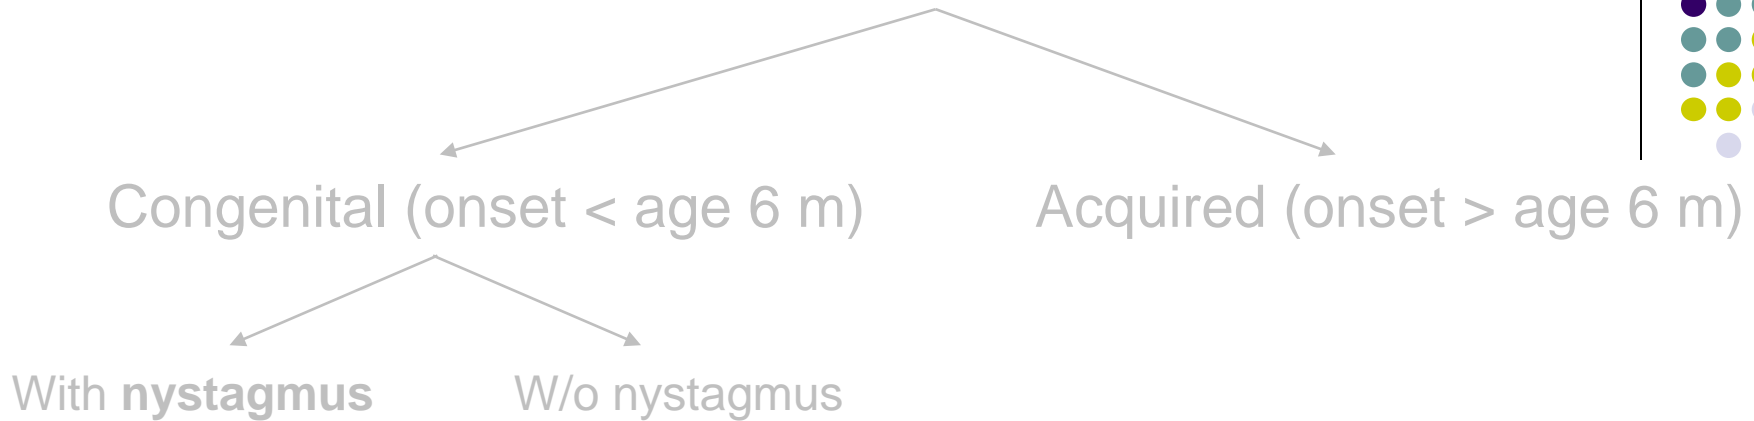 Congenital (onset < age 6 m) Acquired (onset > age 6 m)
With nystagmus W/o nystagmus